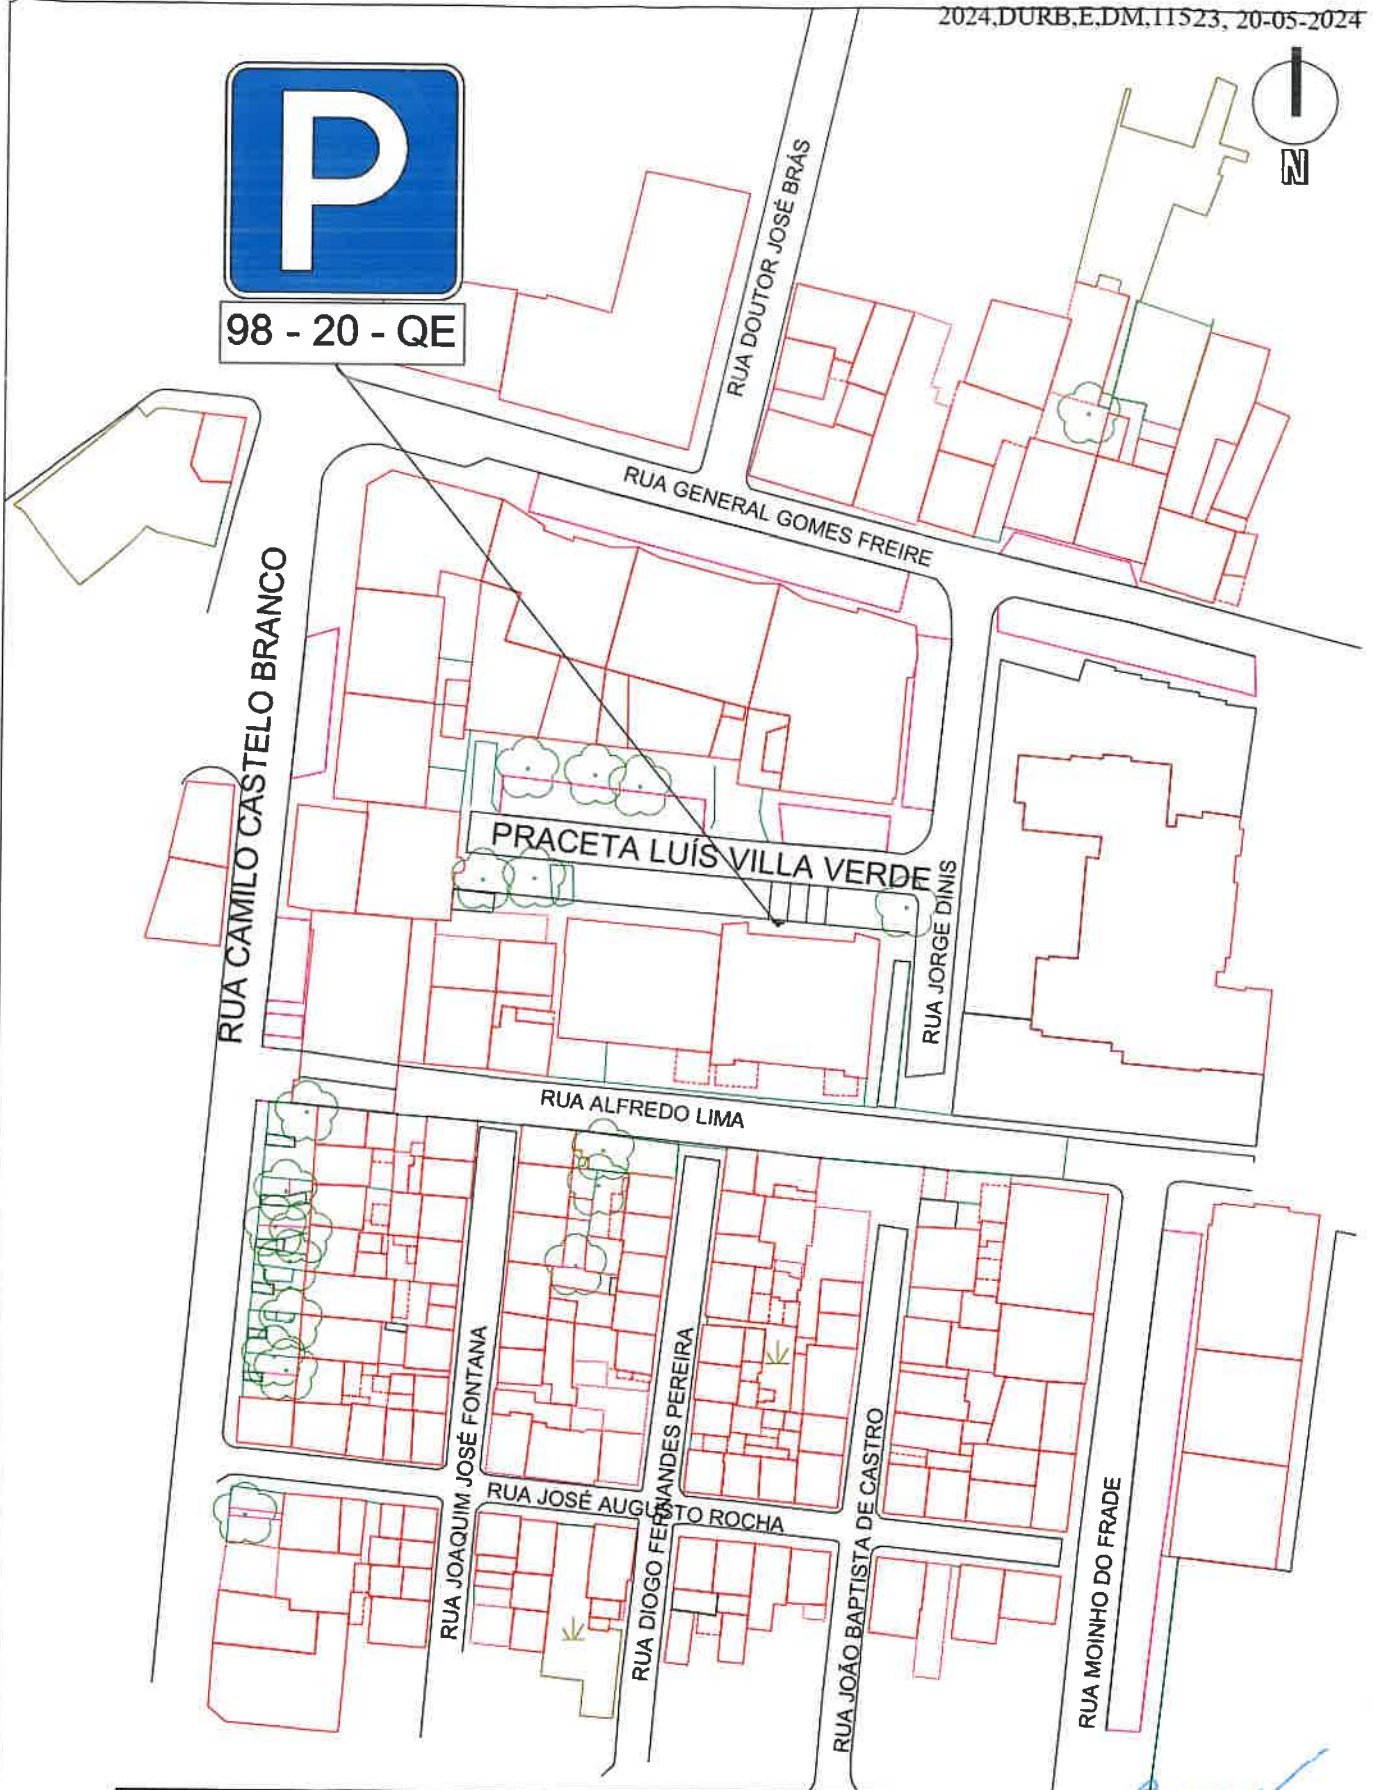 2024,DURB,E,DM,11523, 20-05-2024
N
P
98 - 20 - QE
RUA DOUTOR JOSÉ BRÁS
RUA GENERAL GOMES FREIRE
RUA CAMILO CASTELO BRANCO
PRACETA LUÍS VILLA VERDE
RUA JORGE DINIS
RUA ALFREDO LIMA
RUA JOAQUIM JOSÉ FONTANA
RUA DIOGO FERNANDES PEREIRA
RUA JOSÉ AUGUSTO ROCHA
RUA JOÃO BAPTISTA DE CASTRO
RUA MOINHO DO FRADE